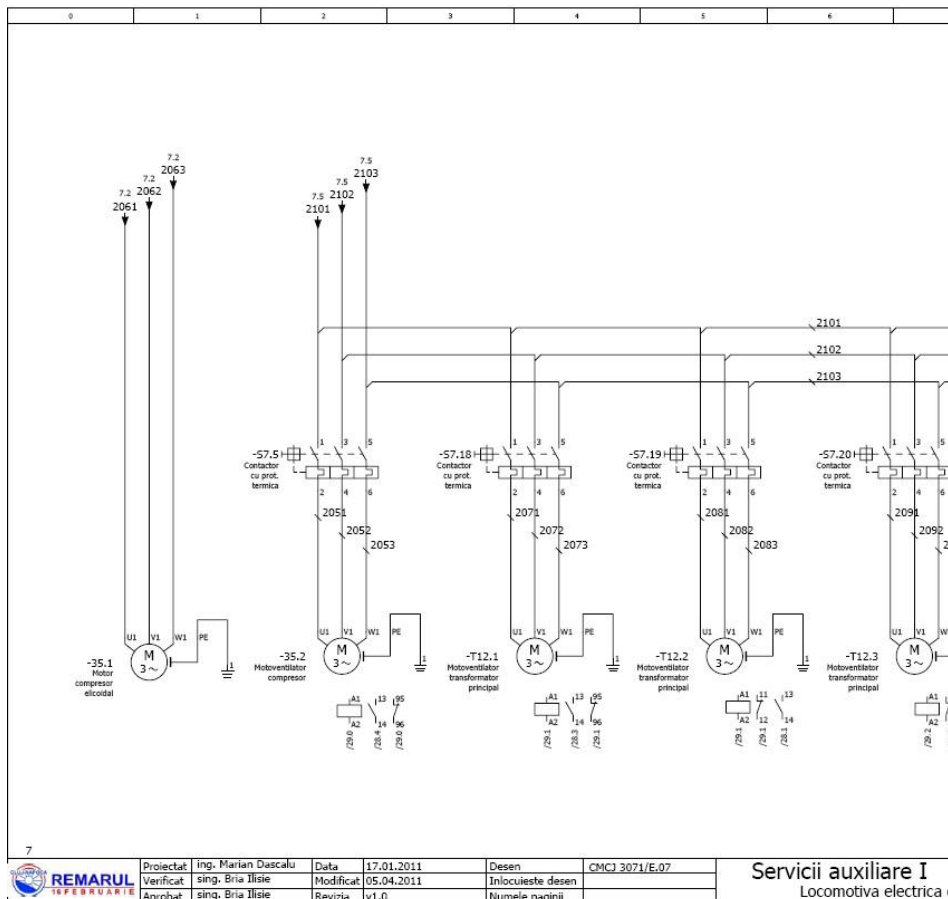 0 1 2 3 4 5 6
7.2
2063
7.2
2062
7.2
2061
7.5
2103
7.5
2102
7.5
2101
2101
2102
2103
1 3 5
-S7.5
Contactor
cu prot.
termica
2 4 6
2051
2052
2053
1 3 5
-S7.18
Contactor
cu prot.
termica
2 4 6
2071
2072
2073
1 3 5
-S7.19
Contactor
cu prot.
termica
2 4 6
2081
2082
2083
1 3 5
-S7.20
Contactor
cu prot.
termica
2 4 6
2091
2092
U1 V1 W1 PE
M
3~
1
-35.1
Motor
compresor
elicoidal
U1 V1 W1 PE
M
3~
1
-35.2
Motoventilator
compresor
U1 V1 W1 PE
M
3~
1
-T12.1
Motoventilator
transformator
principal
U1 V1 W1 PE
M
3~
1
-T12.2
Motoventilator
transformator
principal
U1 V1
M
3~
-T12.3
Motoventilator
transformator
principal
A1 13 95
A2 14 96
/29.0 /28.4 /29.0
A1 13 95
A2 14 96
/29.1 /28.3 /29.1
A1 11 13
A2 12 14
/29.1 /29.1 /28.1
A1
A2
/29.2
7
CLUJ-NAPOCA
REMARUL
16 FEBRUARIE
Proiectat ing. Marian Dascalu Data 17.01.2011 Desen CMCJ 3071/E.07
Verificat sing. Bria Ilisie Modificat 05.04.2011 Inlocuieste desen
Aprobat sing. Bria Ilisie Revizia v1.0 Numele paginii
Servicii auxiliare I
Locomotiva electrica